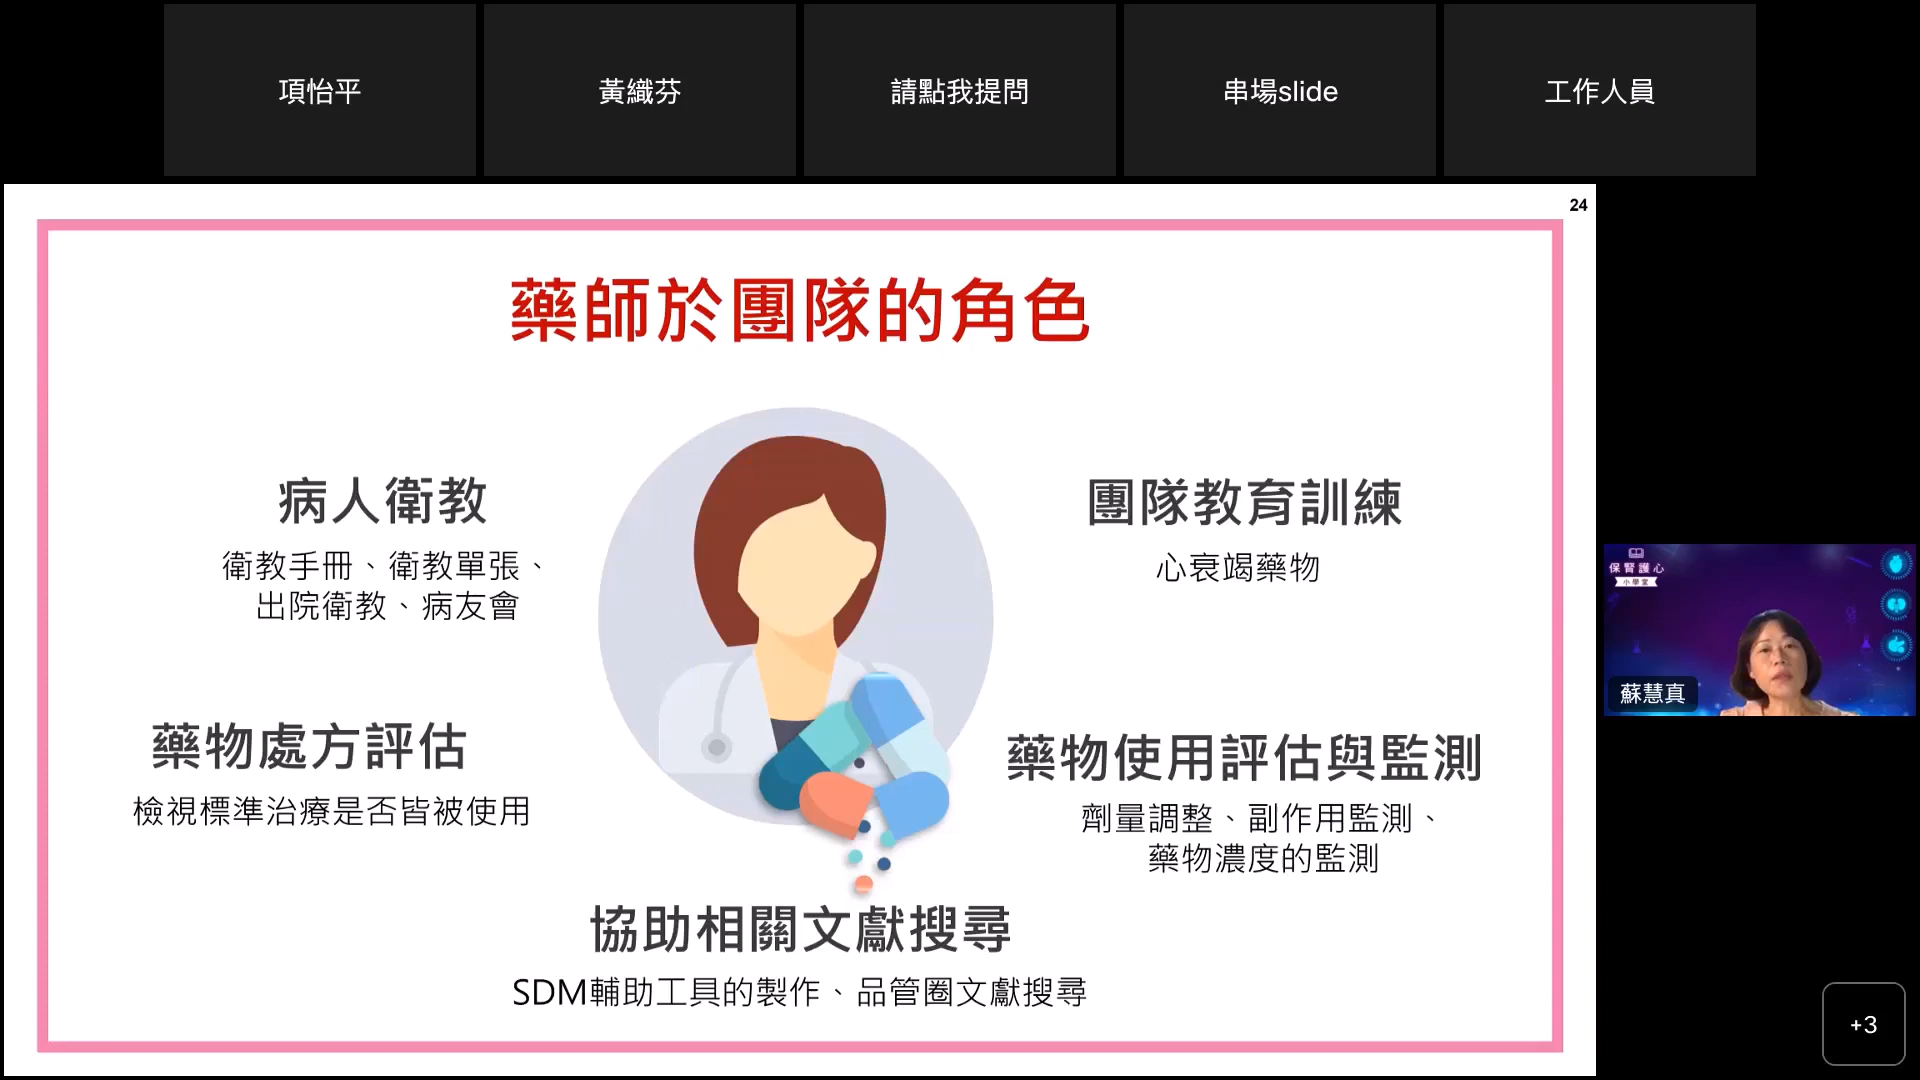 項怡平
黃織芬
請點我提問
串場slide
工作人員
24
藥師於團隊的角色
病人衛教
衛教手冊、衛教單張、
出院衛教、病友會
團隊教育訓練
心衰竭藥物
藥物處方評估
檢視標準治療是否皆被使用
藥物使用評估與監測
劑量調整、副作用監測、
藥物濃度的監測
協助相關文獻搜尋
SDM輔助工具的製作、品管圈文獻搜尋
保腎護心
小學堂
蘇慧真
+3